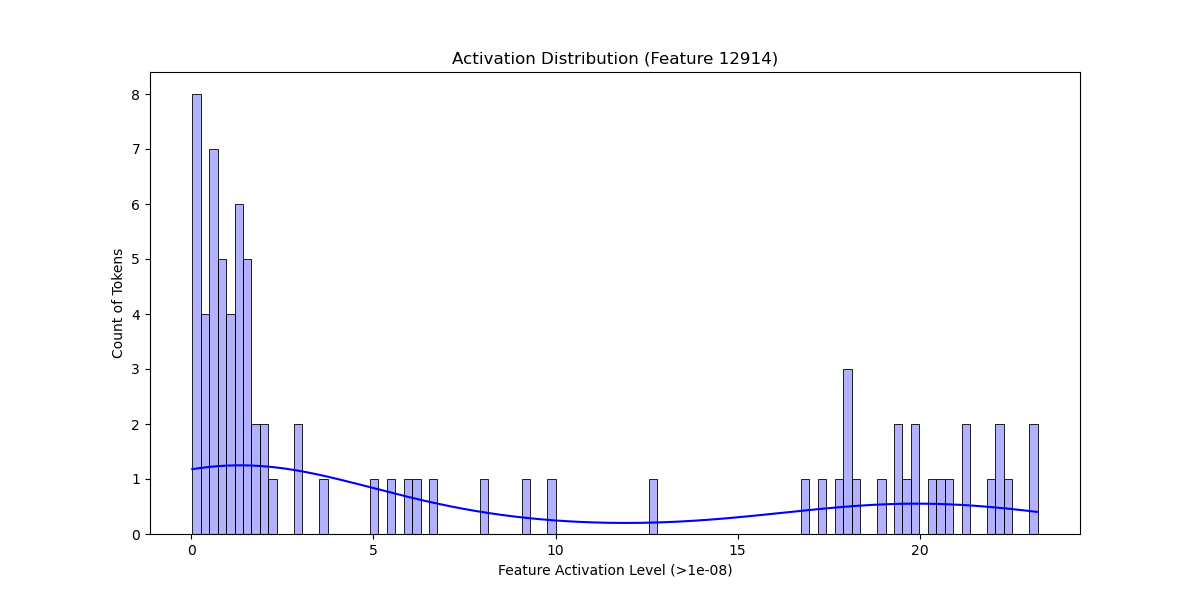 Activation Distribution (Feature 12914)
8
7
6
5
4
3
2
1
0
Count of Tokens
0 5 10 15 20
Feature Activation Level (>1e-08)